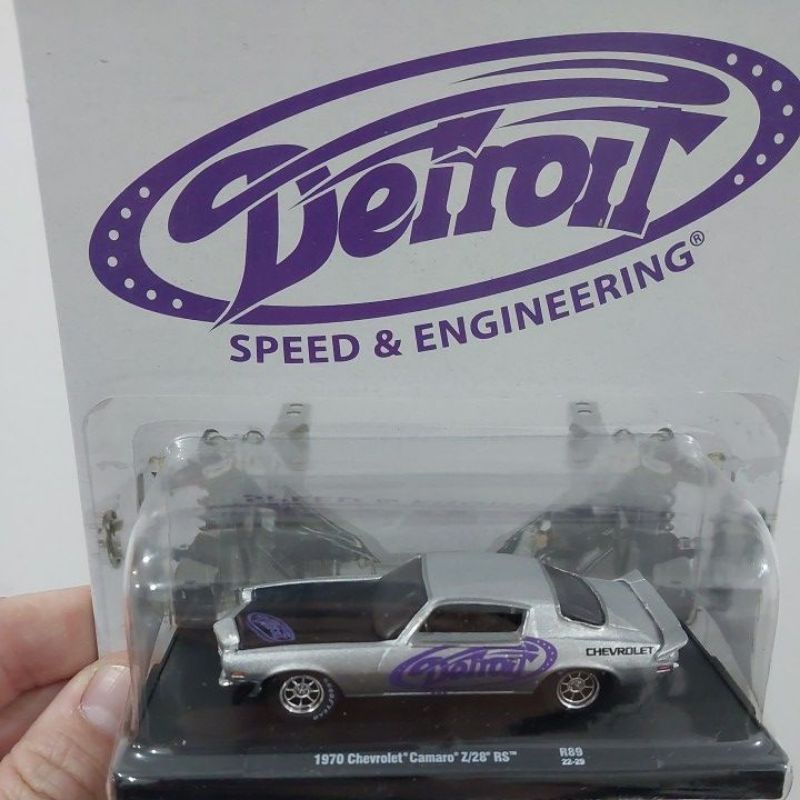 Detroit
SPEED & ENGINEERING®
Detroit
CHEVROLET
1970 Chevrolet® Camaro® Z/28® RS™
R89
22-29